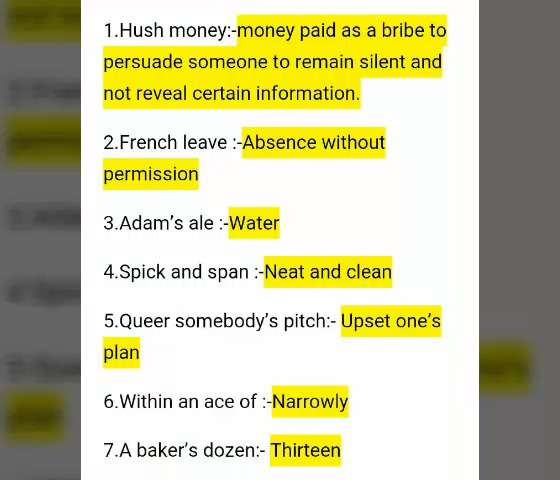 1.Hush money:-money paid as a bribe to
persuade someone to remain silent and
not reveal certain information.
2.French leave :-Absence without
permission
3.Adam’s ale :-Water
4.Spick and span :-Neat and clean
5.Queer somebody’s pitch:- Upset one’s
plan
6.Within an ace of :-Narrowly
7.A baker’s dozen:- Thirteen